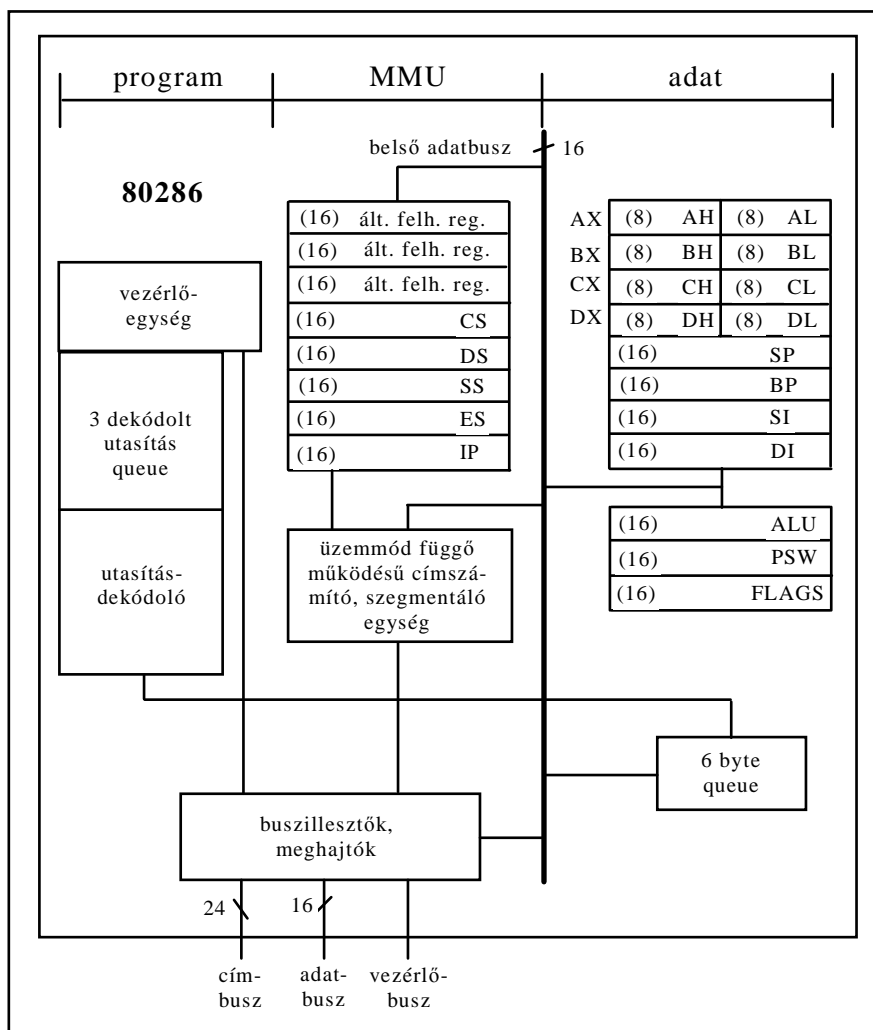 program MMU adat
belső adatbusz 16
80286
(16) ált. felh. reg.
(16) ált. felh. reg.
(16) ált. felh. reg.
(16) CS
(16) DS
(16) SS
(16) ES
(16) IP
AX (8) AH (8) AL
BX (8) BH (8) BL
CX (8) CH (8) CL
DX (8) DH (8) DL
(16) SP
(16) BP
(16) SI
(16) DI
vezérlő-
egység
3 dekódolt
utasítás
queue
utasítás-
dekódoló
üzemmód függő
működésű címszá-
mító, szegmentáló
egység
(16) ALU
(16) PSW
(16) FLAGS
6 byte
queue
buszillesztők,
meghajtók
24 16
cím-
busz
adat-
busz
vezérlő-
busz